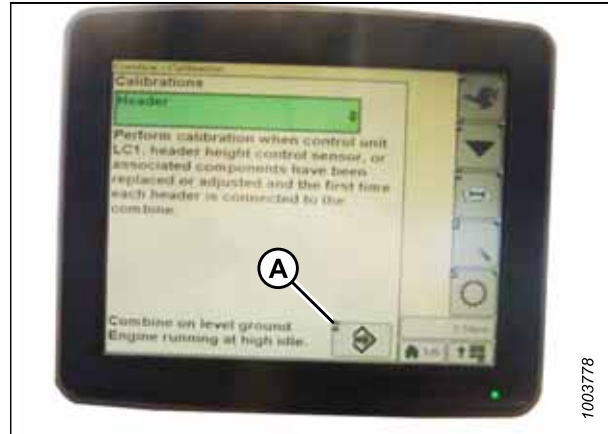 Calibrations
Header
Perform calibration when control unit
LC1, header height control sensor, or
associated components have been
replaced or adjusted and the first time
each header is connected to the
combine.
A
Combine on level ground.
Engine running at high idle.
1003778